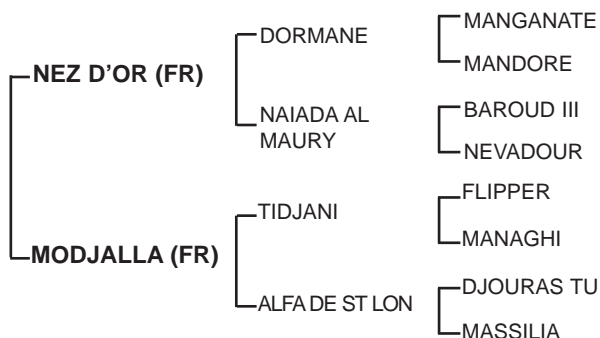 MANGANATE
DORMANE
MANDORE
NEZ D'OR (FR)
BAROUD III
NAIADA AL
MAURY
NEVADOUR
FLIPPER
TIDJANI
MANAGHI
MODJALLA (FR)
DJOURAS TU
ALFA DE ST LON
MASSILIA